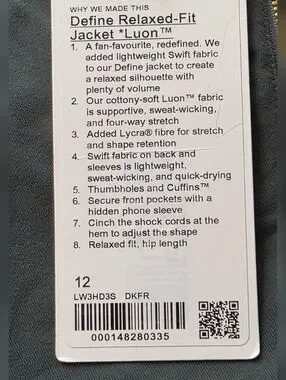 WHY WE MADE THIS
Define Relaxed-Fit
Jacket *Luon™
1. A fan-favourite, redefined. We
added lightweight Swift fabric
to our Define jacket to create
a relaxed silhouette with
plenty of volume
2. Our cottony-soft Luon™ fabric
is supportive, sweat-wicking,
and four-way stretch
3. Added Lycra® fibre for stretch
and shape retention
4. Swift fabric on back and
sleeves is lightweight,
sweat-wicking, and quick-drying
5. Thumbholes and Cuffins™
6. Secure front pockets with a
hidden phone sleeve
7. Cinch the shock cords at the
hem to adjust the shape
8. Relaxed fit, hip length
12
LW3HD3S DKFR
000148280335